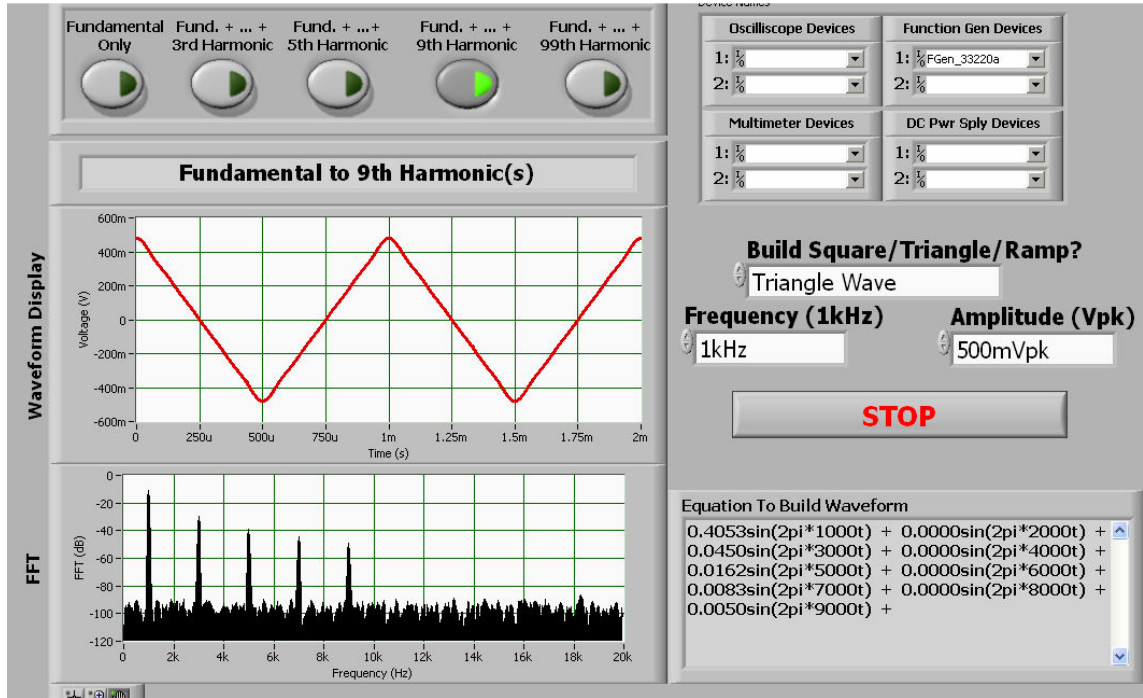 Device Names
Fundamental Only
Fund. + ... + 3rd Harmonic
Fund. + ...+ 5th Harmonic
Fund. + ... + 9th Harmonic
Fund. + ... + 99th Harmonic
Oscilliscope Devices
1:
2:
Function Gen Devices
1: FGen_33220a
2:
Multimeter Devices
1:
2:
DC Pwr Sply Devices
1:
2:
Fundamental to 9th Harmonic(s)
Waveform Display
Voltage (V)
600m
400m
200m
0
-200m
-400m
-600m
0 250u 500u 750u 1m 1.25m 1.5m 1.75m 2m
Time (s)
Build Square/Triangle/Ramp?
Triangle Wave
Frequency (1kHz)
1kHz
Amplitude (Vpk)
500mVpk
STOP
FFT
FFT (dB)
0
-20
-40
-60
-80
-100
-120
0 2k 4k 6k 8k 10k 12k 14k 16k 18k 20k
Frequency (Hz)
Equation To Build Waveform
0.4053sin(2pi*1000t) + 0.0000sin(2pi*2000t) +
0.0450sin(2pi*3000t) + 0.0000sin(2pi*4000t) +
0.0162sin(2pi*5000t) + 0.0000sin(2pi*6000t) +
0.0083sin(2pi*7000t) + 0.0000sin(2pi*8000t) +
0.0050sin(2pi*9000t) +